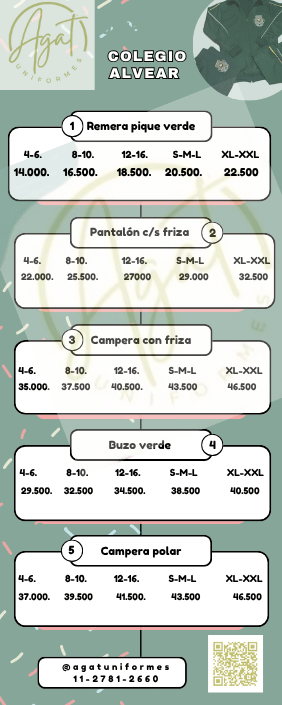 Agatí
UNIFORMES
COLEGIO
ALVEAR
1 Remera pique verde
4-6. 8-10. 12-16. S-M-L XL-XXL
14.000. 16.500. 18.500. 20.500. 22.500
Pantalón c/s friza 2
4-6. 8-10. 12-16. S-M-L XL-XXL
22.000. 25.500. 27000 29.000 32.500
3 Campera con friza
4-6. 8-10. 12-16. S-M-L XL-XXL
35.000. 37.500 40.500. 43.500 46.500
Buzo verde 4
4-6. 8-10. 12-16. S-M-L XL-XXL
29.500. 32.500 34.500. 38.500 40.500
5 Campera polar
4-6. 8-10. 12-16. S-M-L XL-XXL
37.000. 39.500 41.500. 43.500 46.500
@agatuniformes
11-2781-2660